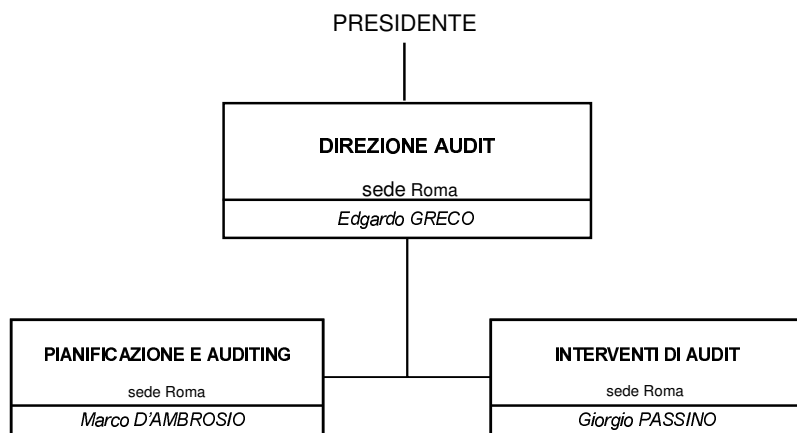 PRESIDENTE
DIREZIONE AUDIT
sede Roma
Edgardo GRECO
PIANIFICAZIONE E AUDITING
sede Roma
Marco D'AMBROSIO
INTERVENTI DI AUDIT
sede Roma
Giorgio PASSINO